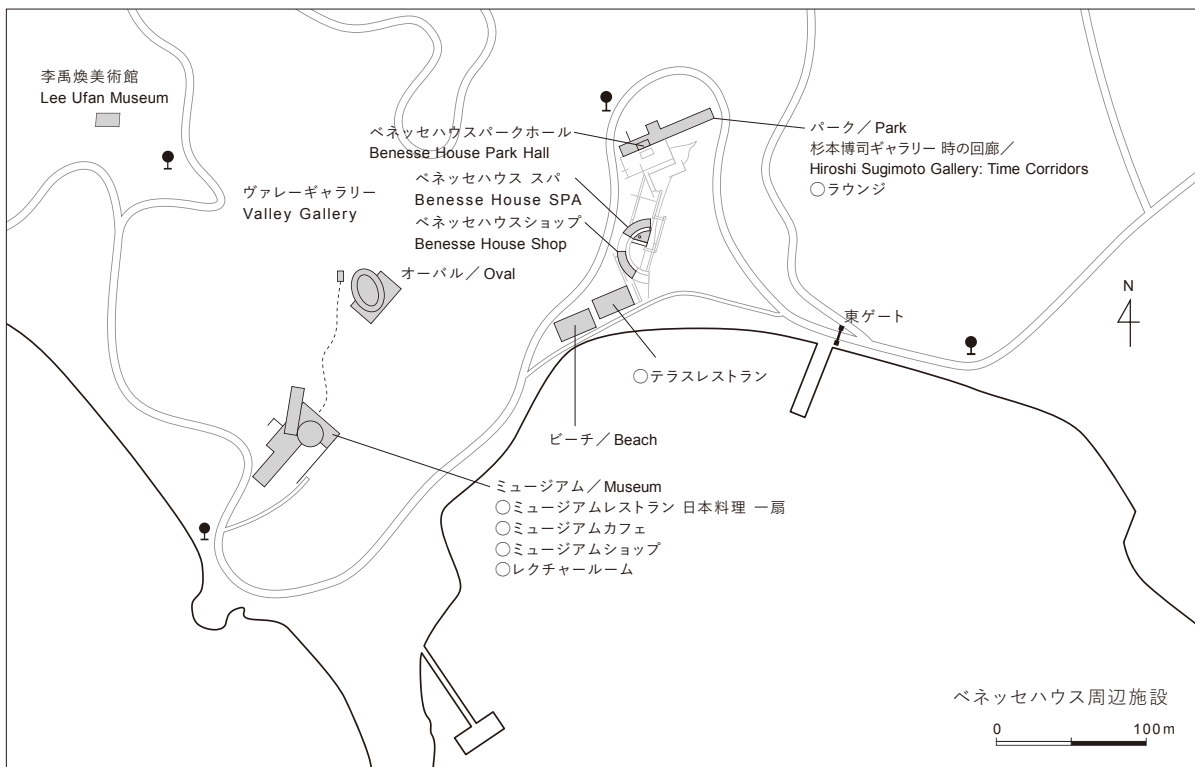 李禹煥美術館
Lee Ufan Museum
ヴァレーギャラリー
Valley Gallery
オーバル／Oval
ベネッセハウスパークホール
Benesse House Park Hall
ベネッセハウス スパ
Benesse House SPA
ベネッセハウスショップ
Benesse House Shop
パーク／Park
杉本博司ギャラリー 時の回廊／
Hiroshi Sugimoto Gallery: Time Corridors
○ラウンジ
N
東ゲート
○テラスレストラン
ビーチ／Beach
ミュージアム／Museum
○ミュージアムレストラン 日本料理 一扇
○ミュージアムカフェ
○ミュージアムショップ
○レクチャールーム
ベネッセハウス周辺施設
0 100m